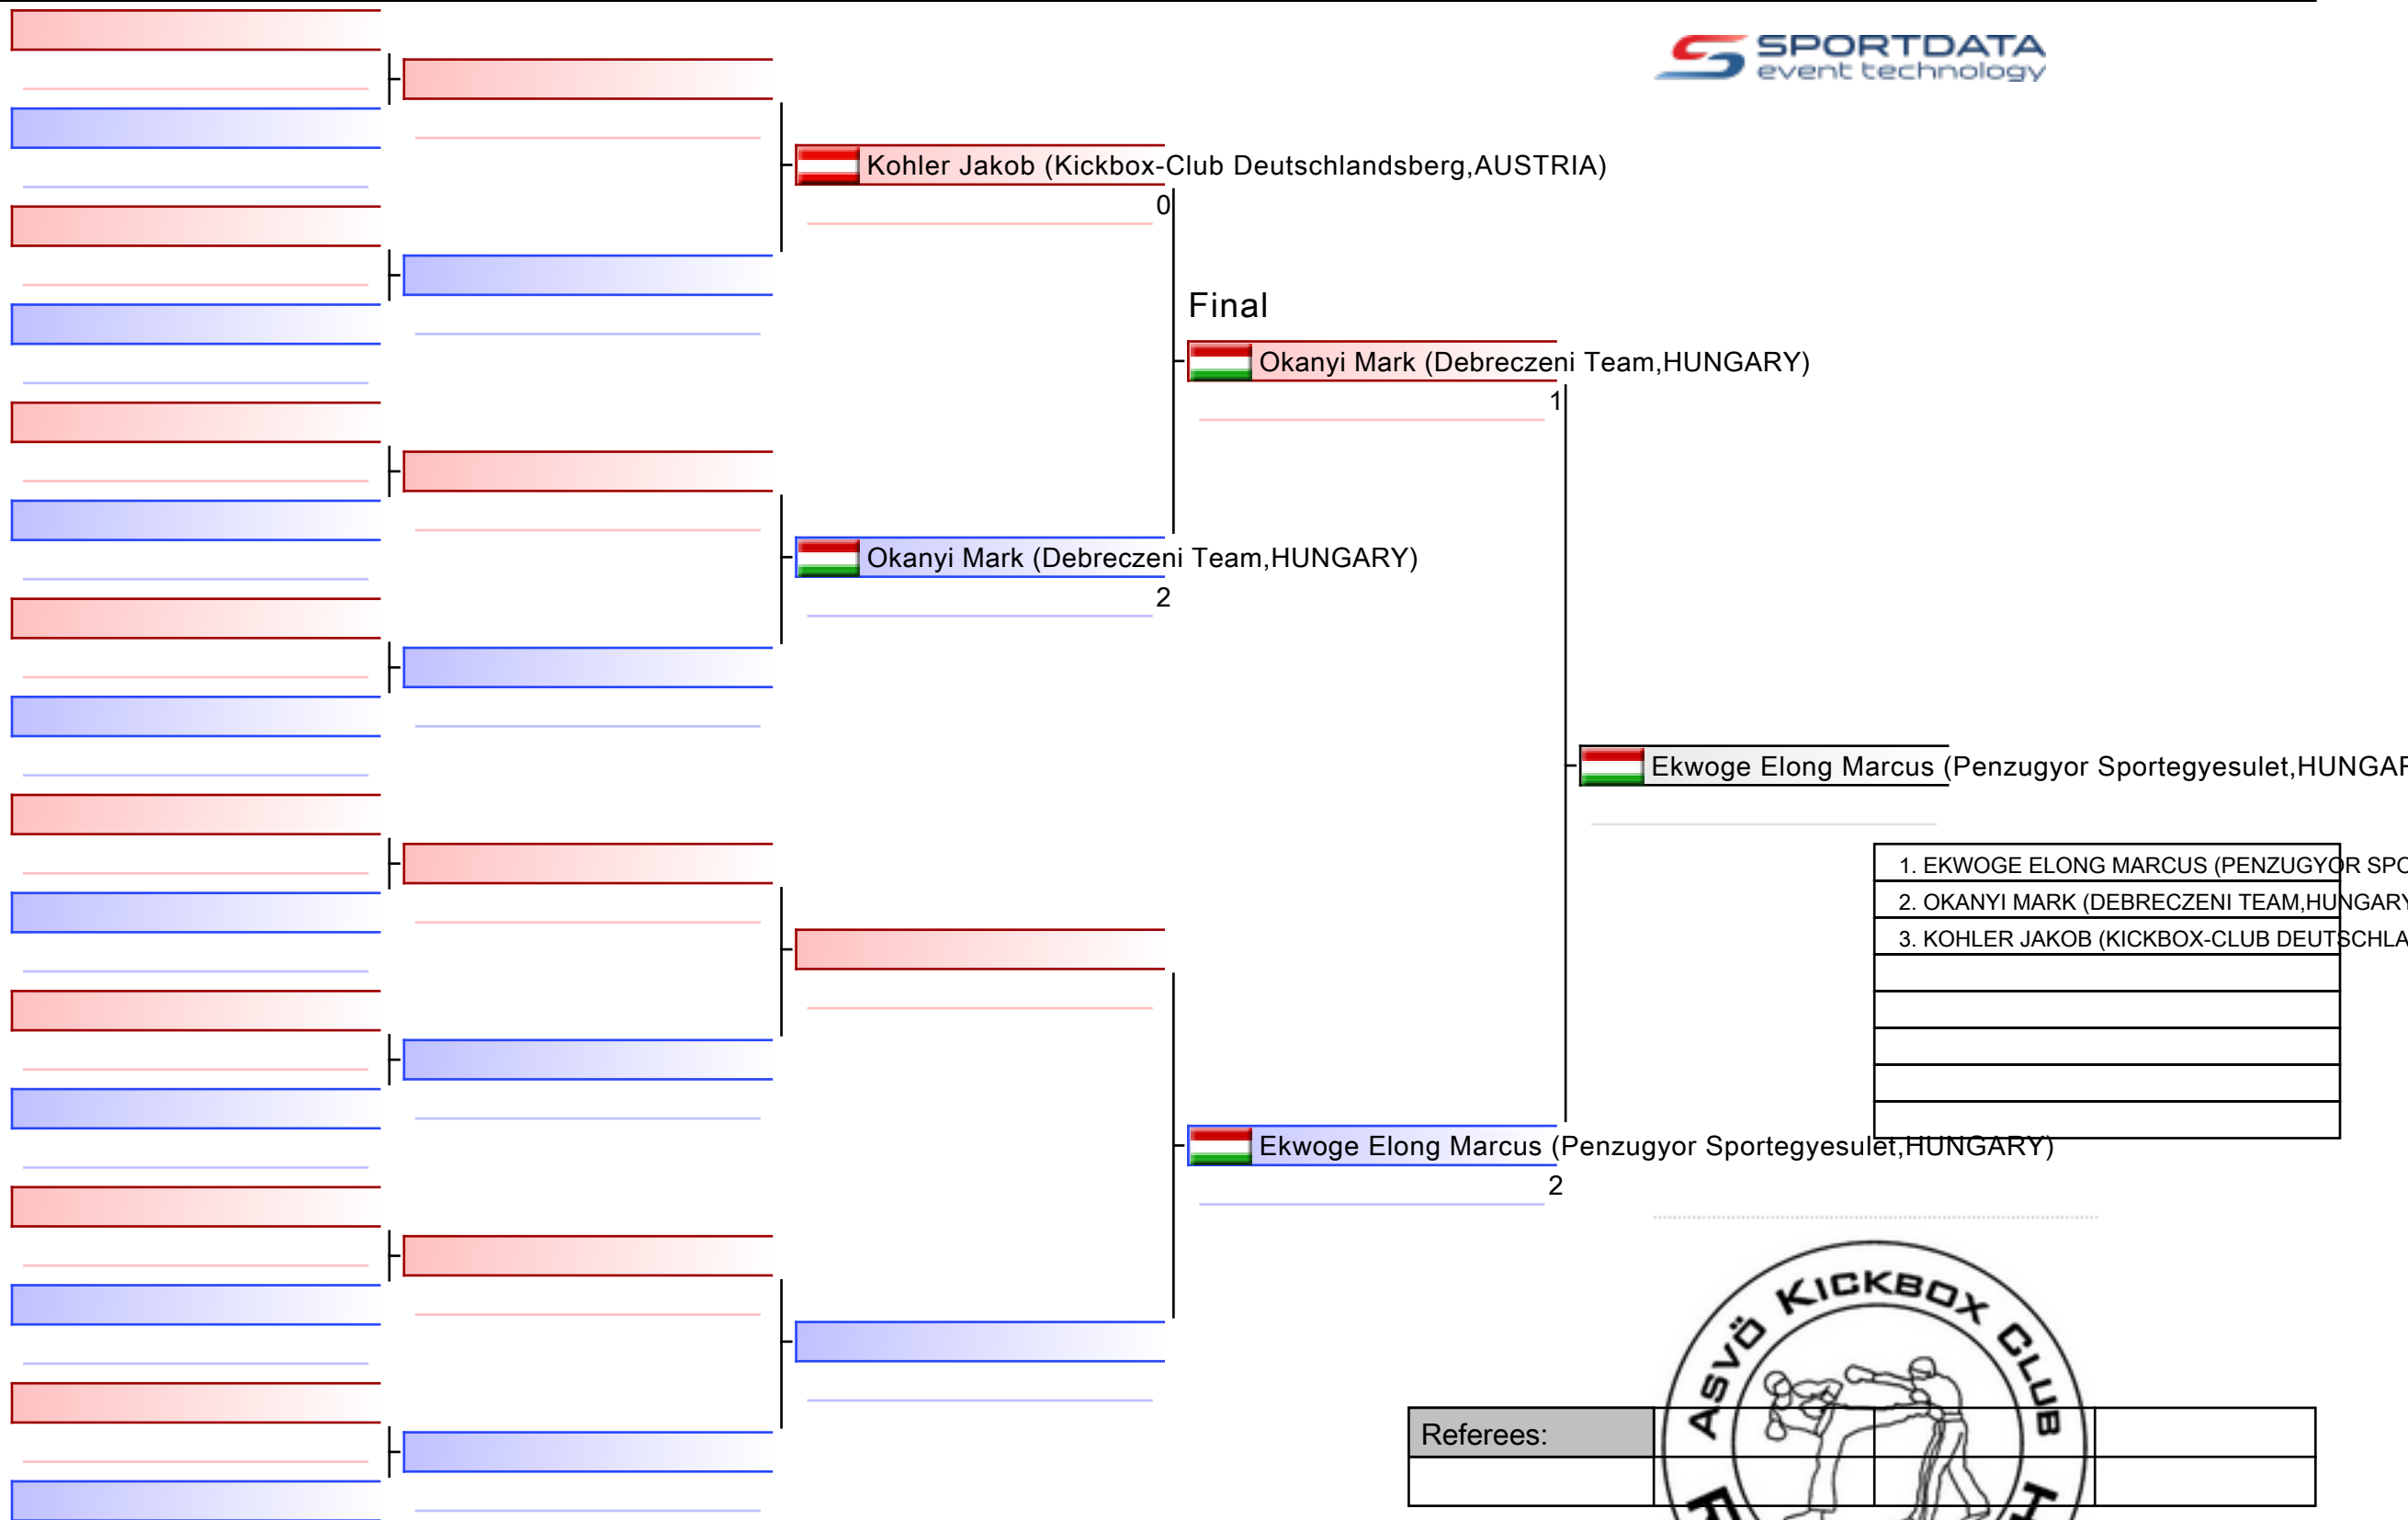 SPORTDATA
event technology
Kohler Jakob (Kickbox-Club Deutschlandsberg,AUSTRIA)
0
Final
Okanyi Mark (Debreczeni Team,HUNGARY)
1
Okanyi Mark (Debreczeni Team,HUNGARY)
2
Ekwoge Elong Marcus (Penzugyor Sportegyesulet,HUNGAR
1. EKWOGE ELONG MARCUS (PENZUGYOR SPO
2. OKANYI MARK (DEBRECZENI TEAM,HUNGARY
3. KOHLER JAKOB (KICKBOX-CLUB DEUTSCHLA
Ekwoge Elong Marcus (Penzugyor Sportegyesulet,HUNGARY)
2
ASVÖ KICKBOX CLUB
Referees: